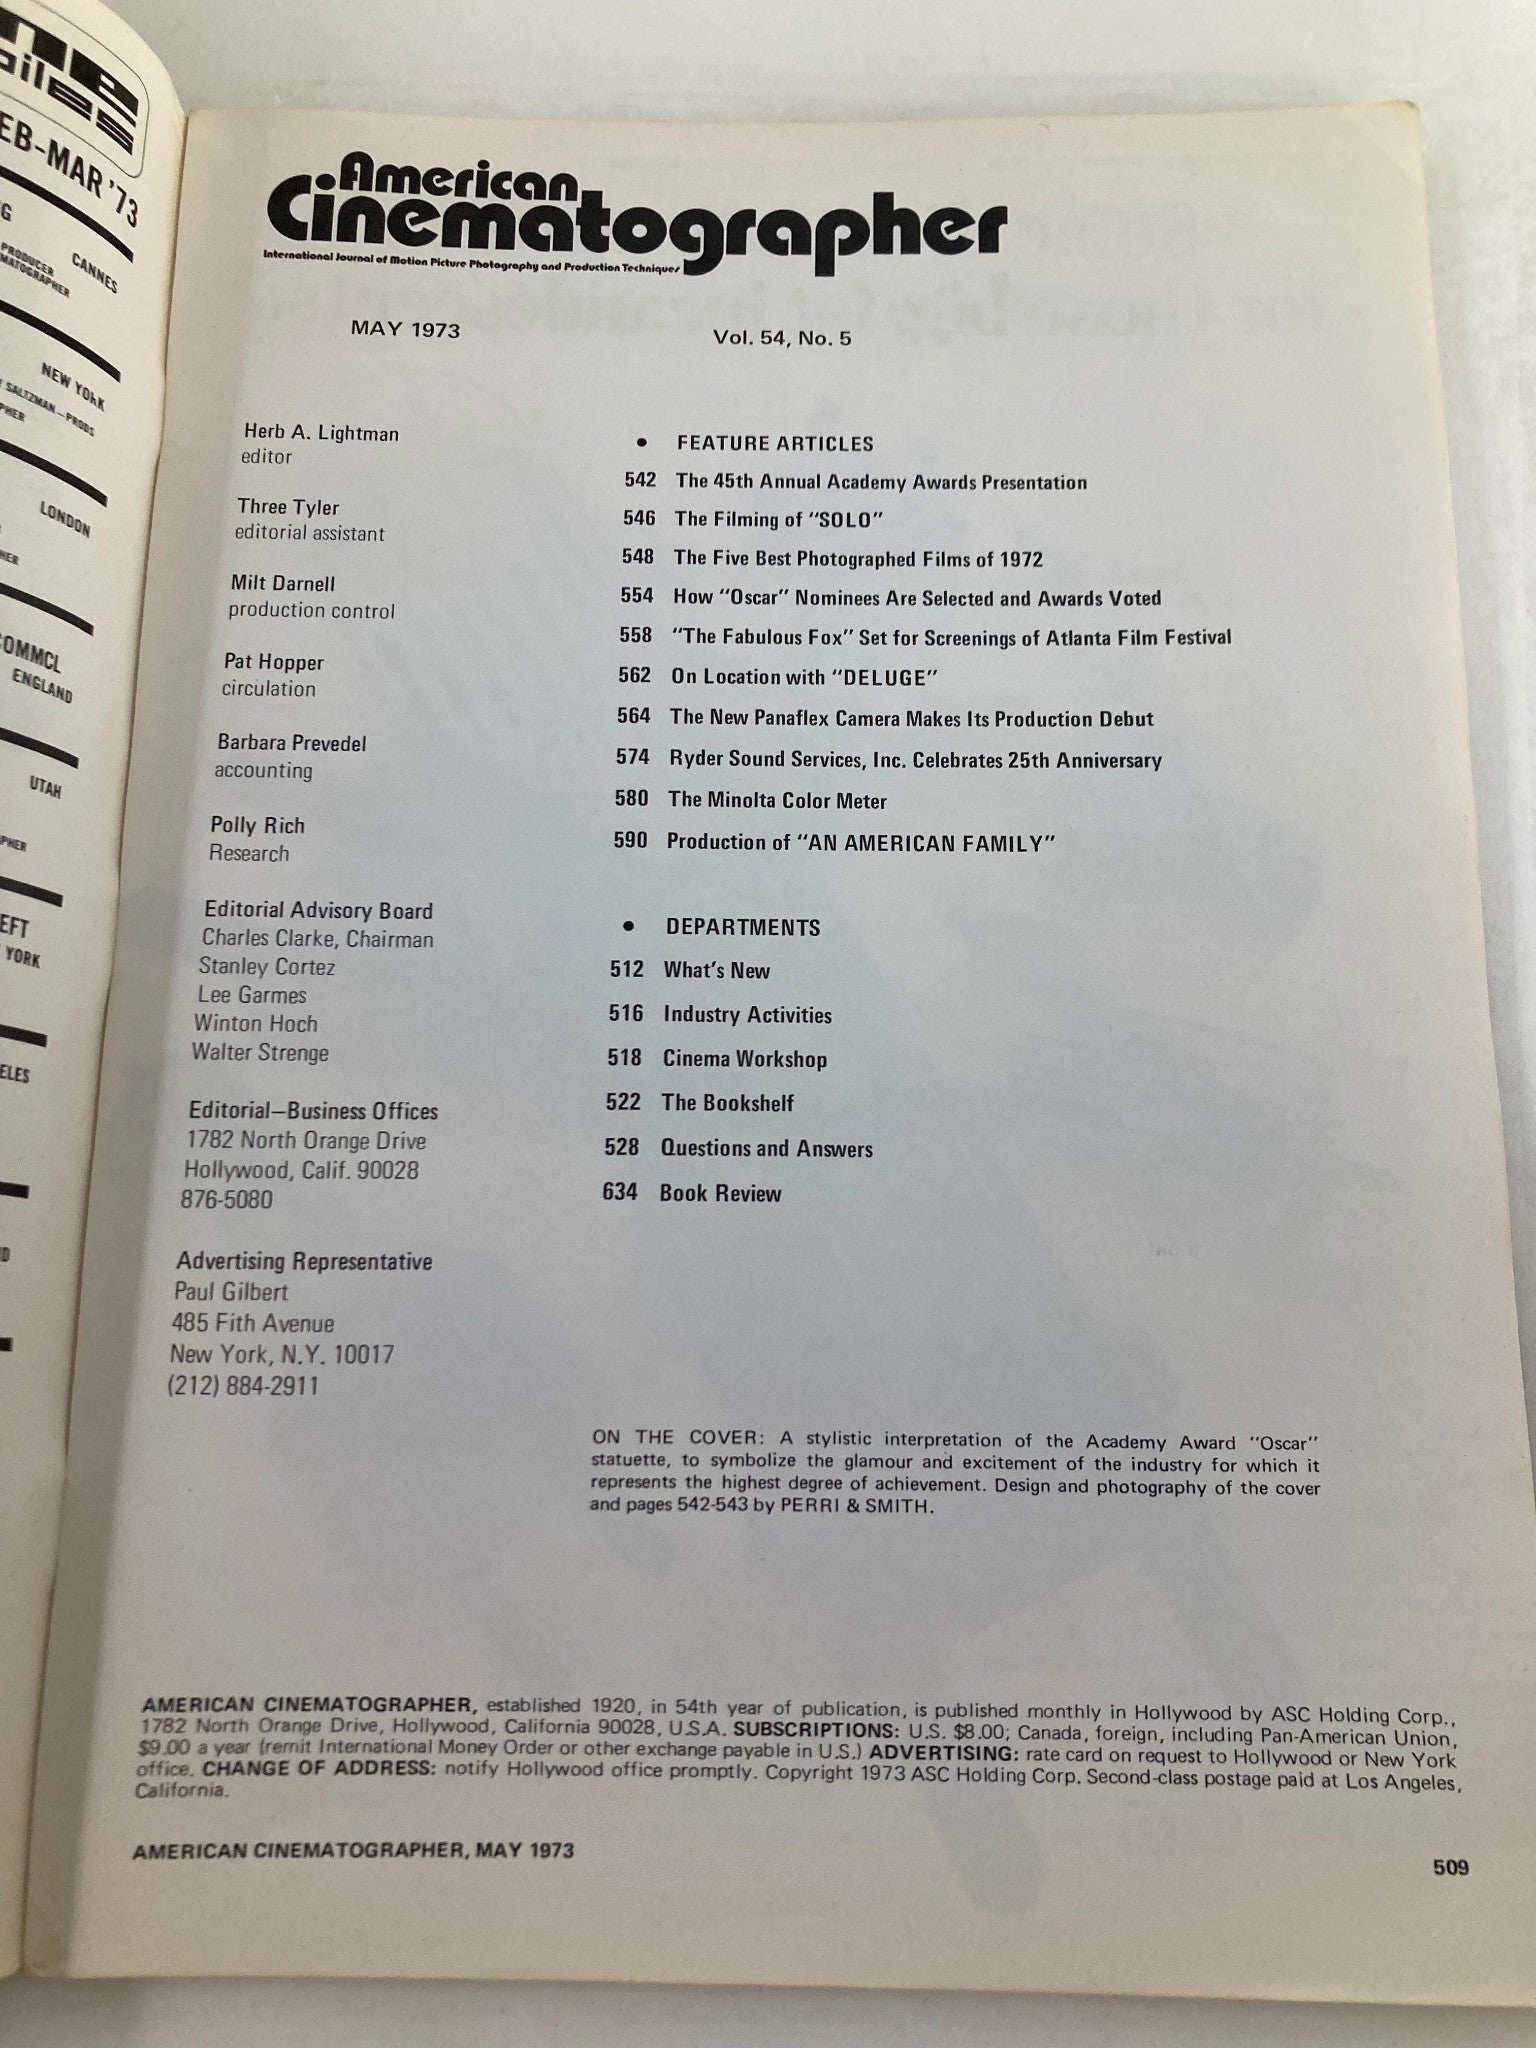 EB-MAR '73
CANNES
PRODUCER
NEW YORK
SALTZMAN-PRODS
LONDON
COMMCL
ENGLAND
UTAH
YORK
American
Cinematographer
International Journal of Motion Picture Photography and Production Techniques
MAY 1973
Vol. 54, No. 5
Herb A. Lightman
editor
Three Tyler
editorial assistant
Milt Darnell
production control
Pat Hopper
circulation
Barbara Prevedel
accounting
Polly Rich
Research
Editorial Advisory Board
Charles Clarke, Chairman
Stanley Cortez
Lee Garmes
Winton Hoch
Walter Strenge
Editorial—Business Offices
1782 North Orange Drive
Hollywood, Calif. 90028
876-5080
Advertising Representative
Paul Gilbert
485 Fith Avenue
New York, N.Y. 10017
(212) 884-2911
• FEATURE ARTICLES
542 The 45th Annual Academy Awards Presentation
546 The Filming of "SOLO"
548 The Five Best Photographed Films of 1972
554 How "Oscar" Nominees Are Selected and Awards Voted
558 "The Fabulous Fox" Set for Screenings of Atlanta Film Festival
562 On Location with "DELUGE"
564 The New Panaflex Camera Makes Its Production Debut
574 Ryder Sound Services, Inc. Celebrates 25th Anniversary
580 The Minolta Color Meter
590 Production of "AN AMERICAN FAMILY"
• DEPARTMENTS
512 What's New
516 Industry Activities
518 Cinema Workshop
522 The Bookshelf
528 Questions and Answers
634 Book Review
ON THE COVER: A stylistic interpretation of the Academy Award "Oscar"
statuette, to symbolize the glamour and excitement of the industry for which it
represents the highest degree of achievement. Design and photography of the cover
and pages 542-543 by PERRI & SMITH.
AMERICAN CINEMATOGRAPHER, established 1920, in 54th year of publication, is published monthly in Hollywood by ASC Holding Corp.,
1782 North Orange Drive, Hollywood, California 90028, U.S.A. SUBSCRIPTIONS: U.S. $8.00; Canada, foreign, including Pan-American Union,
$9.00 a year (remit International Money Order or other exchange payable in U.S.) ADVERTISING: rate card on request to Hollywood or New York
office. CHANGE OF ADDRESS: notify Hollywood office promptly. Copyright 1973 ASC Holding Corp. Second-class postage paid at Los Angeles,
California.
AMERICAN CINEMATOGRAPHER, MAY 1973
509